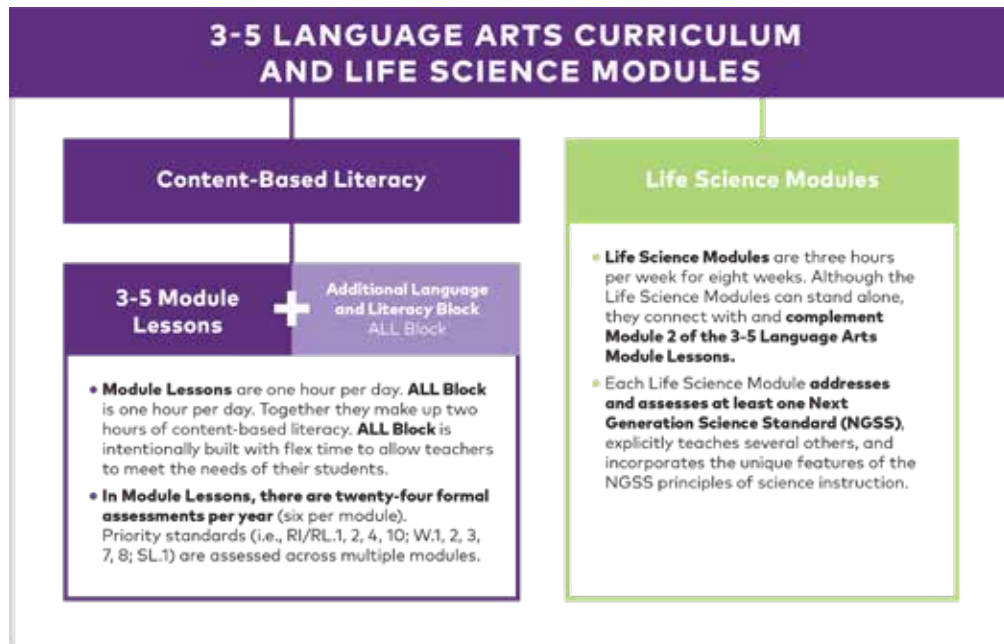 3-5 LANGUAGE ARTS CURRICULUM
AND LIFE SCIENCE MODULES
Content-Based Literacy
3-5 Module
Lessons
+
Additional Language
and Literacy Block
ALL Block
• Module Lessons are one hour per day. ALL Block
is one hour per day. Together they make up two
hours of content-based literacy. ALL Block is
intentionally built with flex time to allow teachers
to meet the needs of their students.
• In Module Lessons, there are twenty-four formal
assessments per year (six per module).
Priority standards (i.e., RI/RL.1, 2, 4, 10; W.1, 2, 3,
7, 8; SL.1) are assessed across multiple modules.
Life Science Modules
• Life Science Modules are three hours
per week for eight weeks. Although the
Life Science Modules can stand alone,
they connect with and complement
Module 2 of the 3-5 Language Arts
Module Lessons.
• Each Life Science Module addresses
and assesses at least one Next
Generation Science Standard (NGSS),
explicitly teaches several others, and
incorporates the unique features of the
NGSS principles of science instruction.